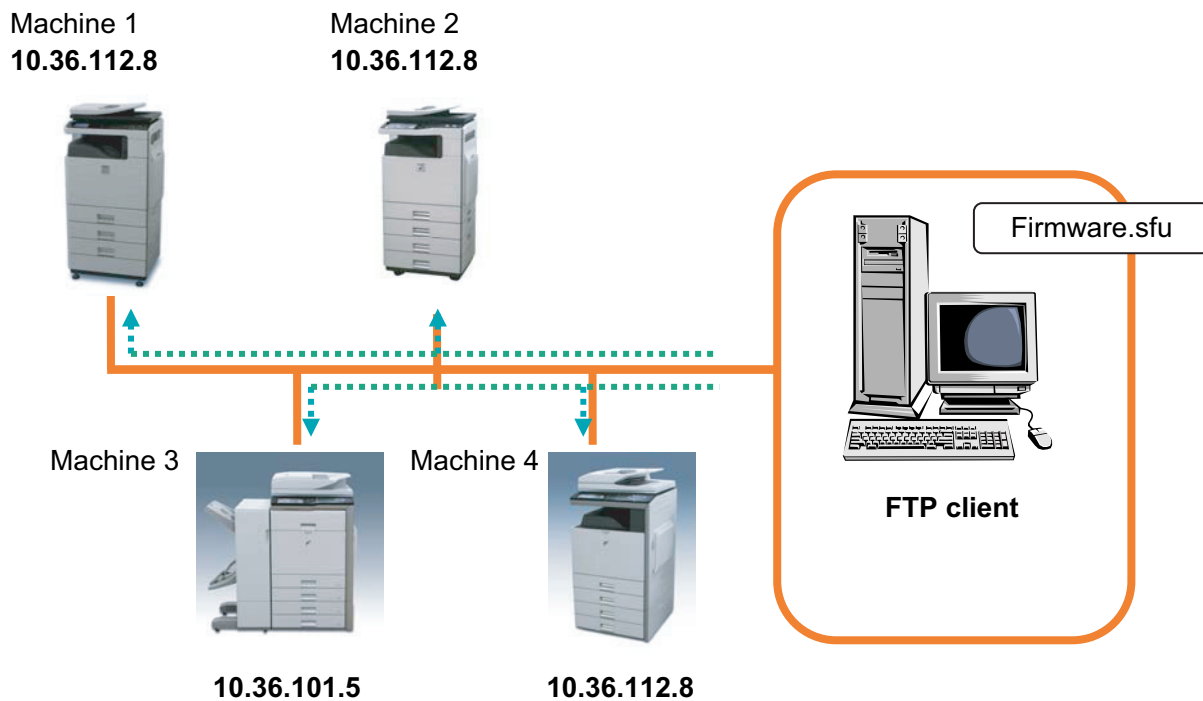 Machine 1
10.36.112.8
Machine 2
10.36.112.8
Firmware.sfu
Machine 3
Machine 4
FTP client
10.36.101.5
10.36.112.8